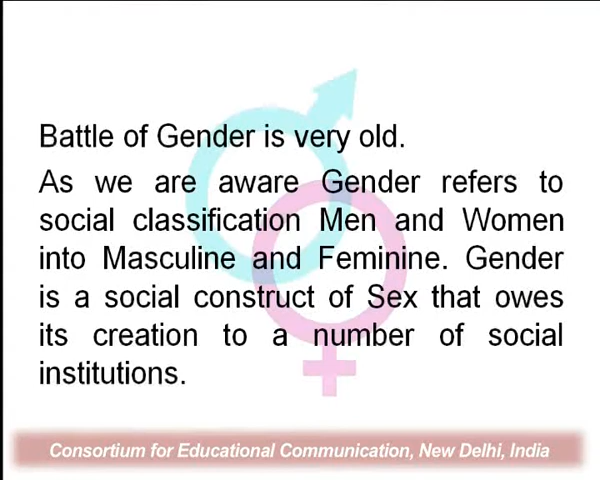 Battle of Gender is very old.
As we are aware Gender refers to
social classification Men and Women
into Masculine and Feminine. Gender
is a social construct of Sex that owes
its creation to a number of social
institutions.
Consortium for Educational Communication, New Delhi, India